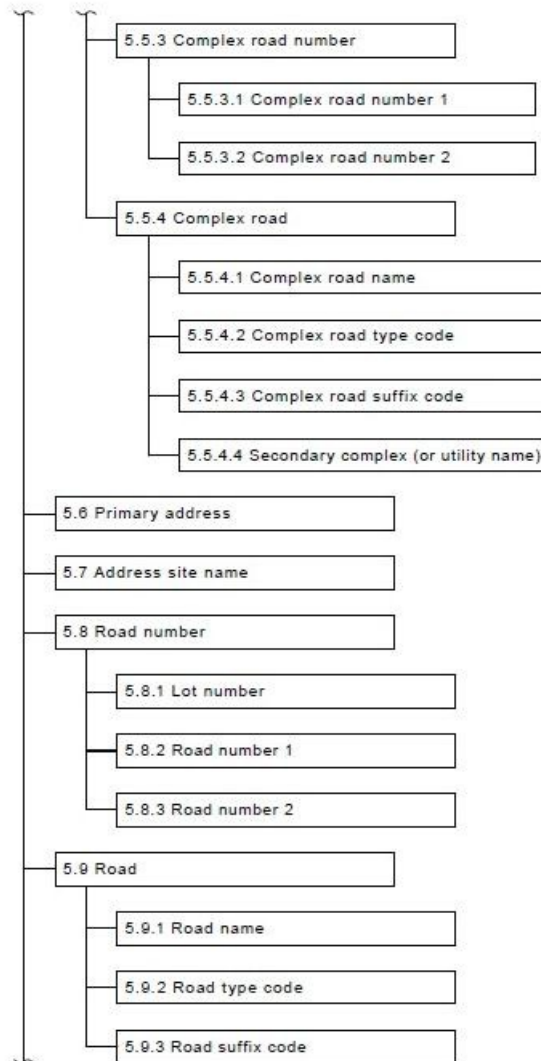 5.5.3 Complex road number
5.5.3.1 Complex road number 1
5.5.3.2 Complex road number 2
5.5.4 Complex road
5.5.4.1 Complex road name
5.5.4.2 Complex road type code
5.5.4.3 Complex road suffix code
5.5.4.4 Secondary complex (or utility name)
5.6 Primary address
5.7 Address site name
5.8 Road number
5.8.1 Lot number
5.8.2 Road number 1
5.8.3 Road number 2
5.9 Road
5.9.1 Road name
5.9.2 Road type code
5.9.3 Road suffix code